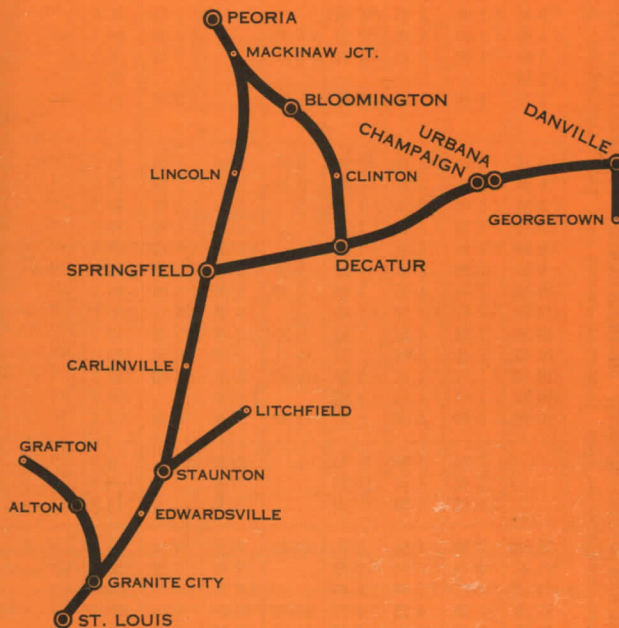 PEORIA
MACKINAW JCT.
BLOOMINGTON
DANVILLE
URBANA
CHAMPAIGN
LINCOLN
CLINTON
GEORGETOWN
SPRINGFIELD
DECATUR
CARLINVILLE
LITCHFIELD
GRAFTON
STAUNTON
ALTON
EDWARDSVILLE
GRANITE CITY
ST. LOUIS